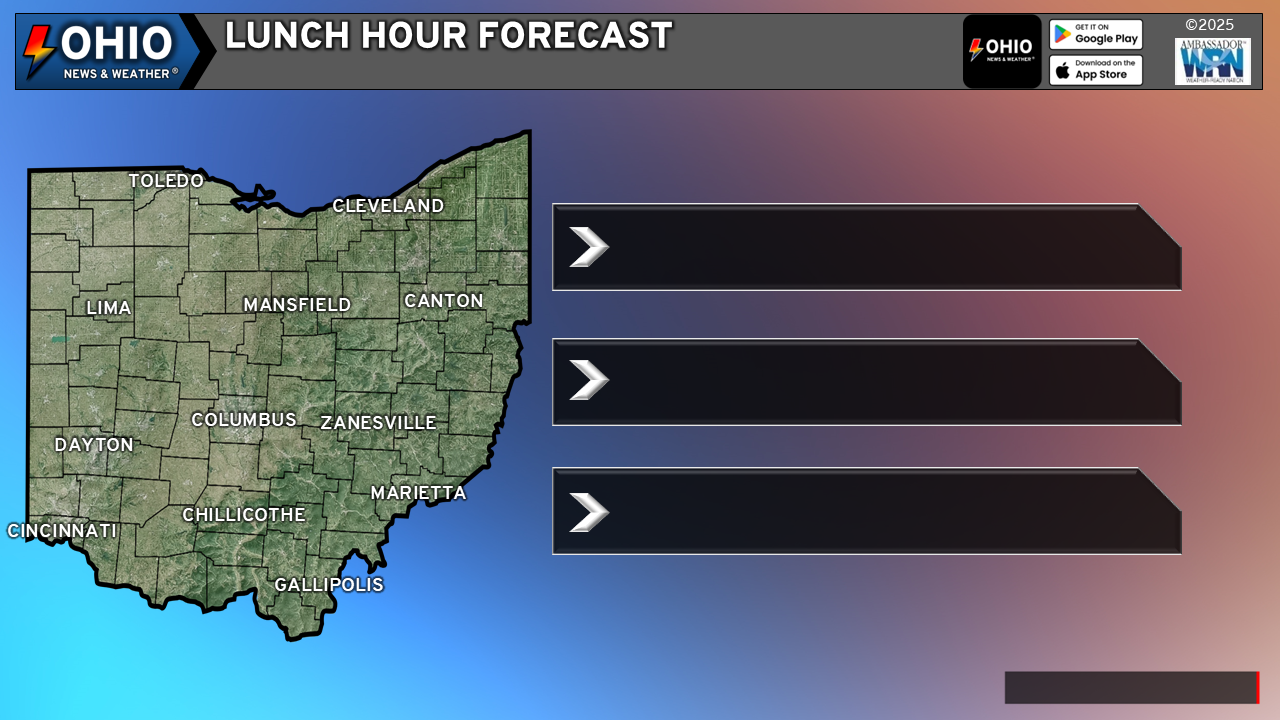 OHIO
NEWS & WEATHER®
LUNCH HOUR FORECAST
OHIO
NEWS & WEATHER®
GET IT ON
Google Play
Download on the
App Store
©2025
AMBASSADOR™
WRN
WEATHER-READY NATION
TOLEDO
CLEVELAND
LIMA
MANSFIELD
CANTON
COLUMBUS
ZANESVILLE
DAYTON
MARIETTA
CHILLICOTHE
CINCINNATI
GALLIPOLIS